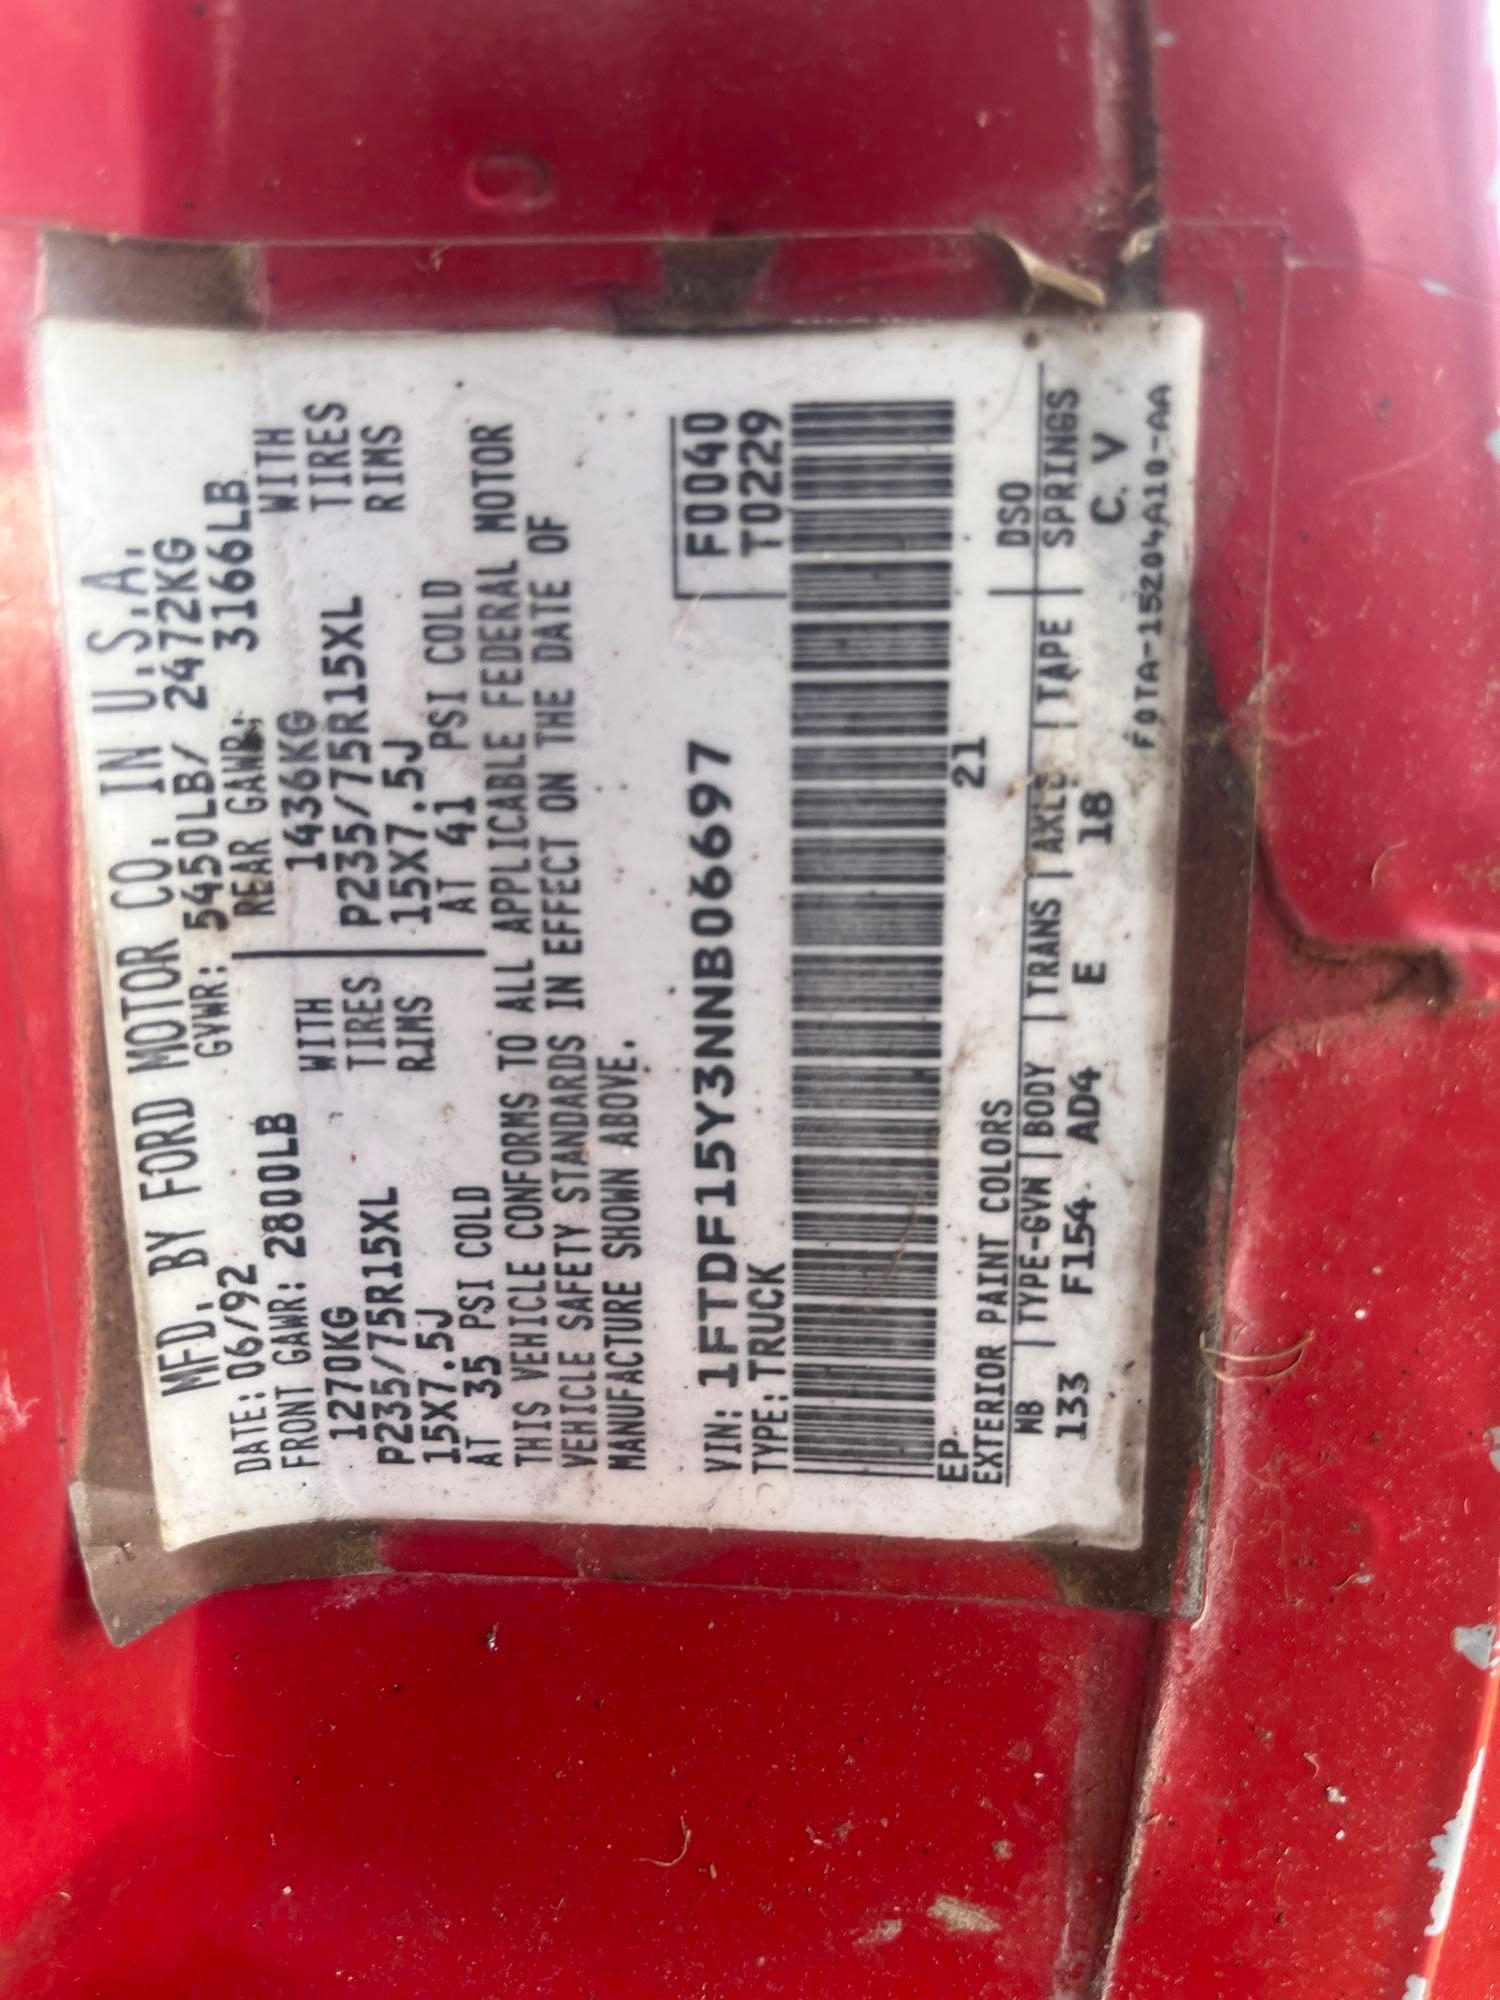 MFD. BY FORD MOTOR CO. IN U.S.A.
DATE: 06/92 GVWR: 5450LB/ 2472KG
FRONT GAWR: 2800LB REAR GAWR: 3166LB
1270KG WITH 1436KG WITH
P235/75R15XL TIRES P235/75R15XL TIRES
15X7.5J RIMS 15X7.5J RIMS
AT 35 PSI COLD AT 41 PSI COLD
THIS VEHICLE CONFORMS TO ALL APPLICABLE FEDERAL MOTOR
VEHICLE SAFETY STANDARDS IN EFFECT ON THE DATE OF
MANUFACTURE SHOWN ABOVE.
F0040
VIN: 1FTDF15Y3NNB06697 T0229
TYPE: TRUCK
EP 21
EXTERIOR PAINT COLORS DSO
WB TYPE-GVW BODY TRANS AXLE TAPE SPRINGS
133 F154 AD4 E 18 C. V
F0TA-15204A10-AA